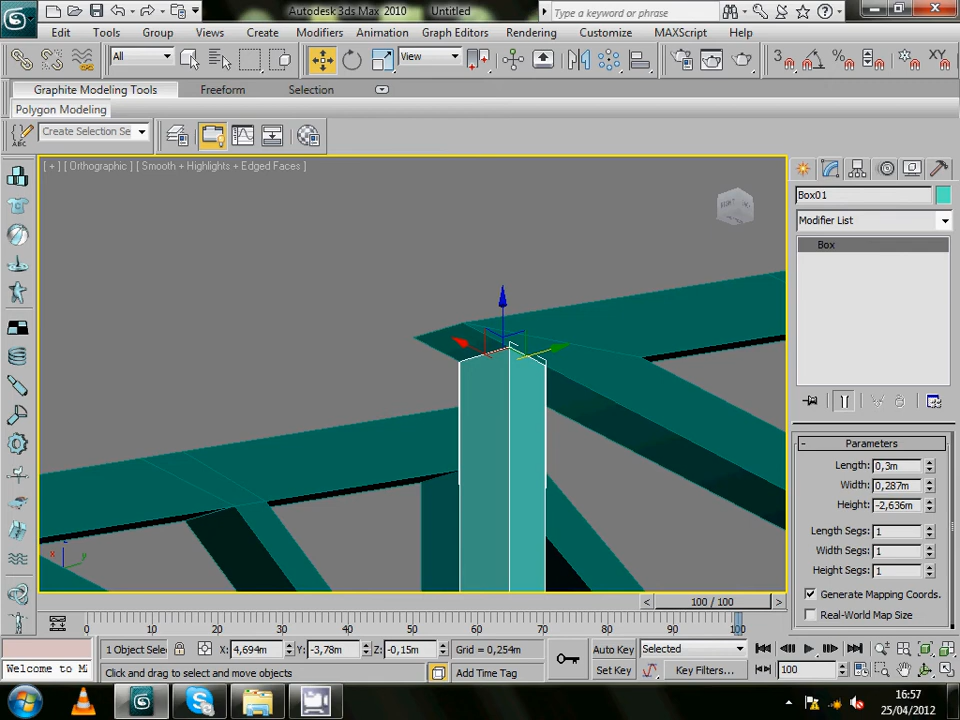 Autodesk 3ds Max 2010 Untitled
Type a keyword or phrase
Edit Tools Group Views Create Modifiers Animation Graph Editors Rendering Customize MAXScript Help
All View
3 % XY
Graphite Modeling Tools Freeform Selection
Polygon Modeling
ABC Create Selection Se
[ + ] [ Orthographic ] [ Smooth + Highlights + Edged Faces ]
Box01
Modifier List
Box
- Parameters
Length: 0,3m
Width: 0,287m
Height: -2,636m
Length Segs: 1
Width Segs: 1
Height Segs: 1
Generate Mapping Coords.
Real-World Map Size
x z y
< 100 / 100 >
0 10 20 30 40 50 60 70 80 90 100
1 Object Selec X: 4,694m Y: -3,78m Z: -0,15m Grid = 0,254m Auto Key Selected
Welcome to M Click and drag to select and move objects Add Time Tag Set Key Key Filters... 100
16:57
25/04/2012